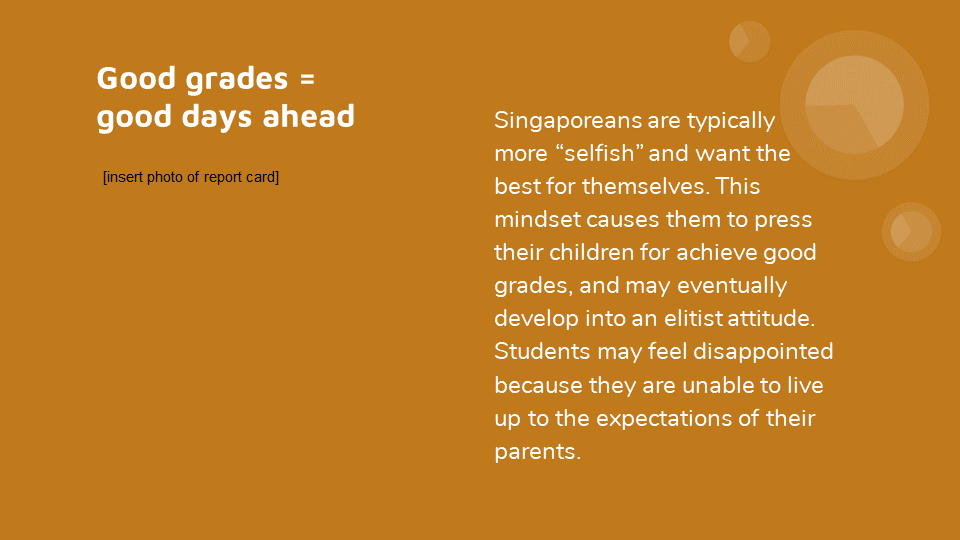 Good grades =
good days ahead
[insert photo of report card]
Singaporeans are typically
more “selfish” and want the
best for themselves. This
mindset causes them to press
their children for achieve good
grades, and may eventually
develop into an elitist attitude.
Students may feel disappointed
because they are unable to live
up to the expectations of their
parents.